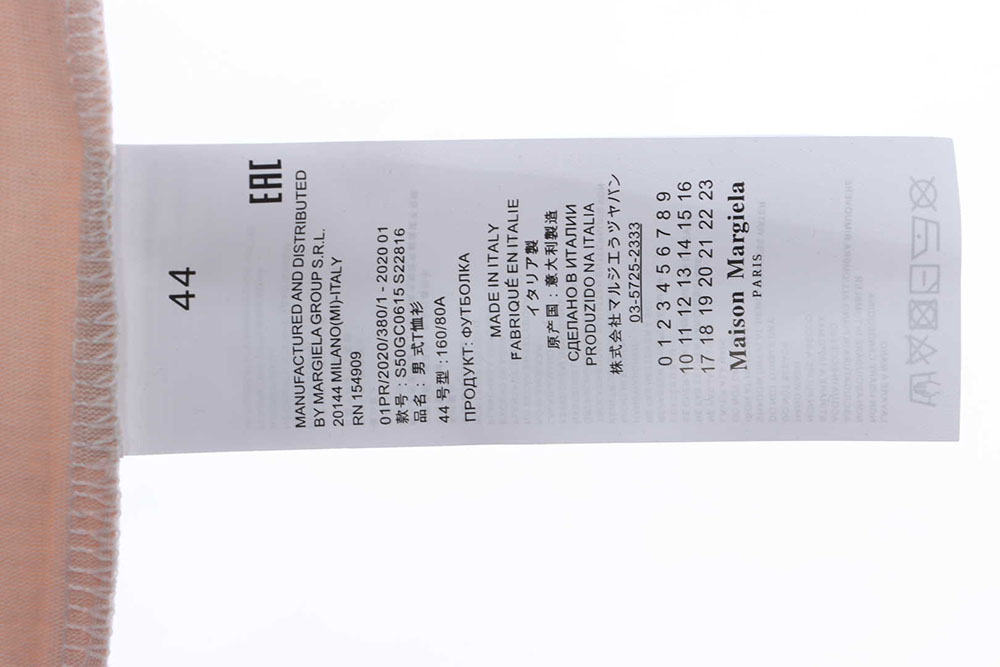 44
EAC
MANUFACTURED AND DISTRIBUTED
BY MARGIELA GROUP S.R.L.
20144 MILANO(MI)-ITALY
RN 154909
01PR/2020/380/1 - 2020 01
款号 : S50GC0615 S22816
品名 : 男 式T恤衫
44 号型 : 160/80A
ПРОДУКТ: ФУТБОЛКА
MADE IN ITALY
FABRIQUÉ EN ITALIE
イタリア製
原产国 : 意大利製造
СДЕЛАНО В ИТАЛИИ
PRODUZIDO NA ITALIA
株式会社マルジエラヅヤパン
03-5725-2333
0 1 2 3 4 5 6 7 8 9
10 11 12 13 14 15 16
17 18 19 20 21 22 23
Maison Margiela
PARIS